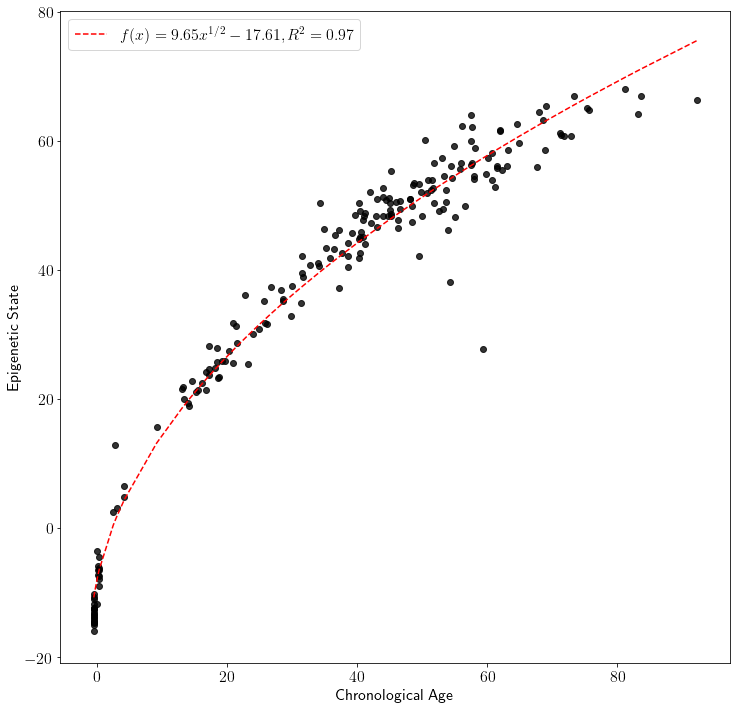 80
f(x) = 9.65x^{1/2} − 17.61, R^2 = 0.97
60
40
20
0
−20
Epigenetic State
0 20 40 60 80
Chronological Age